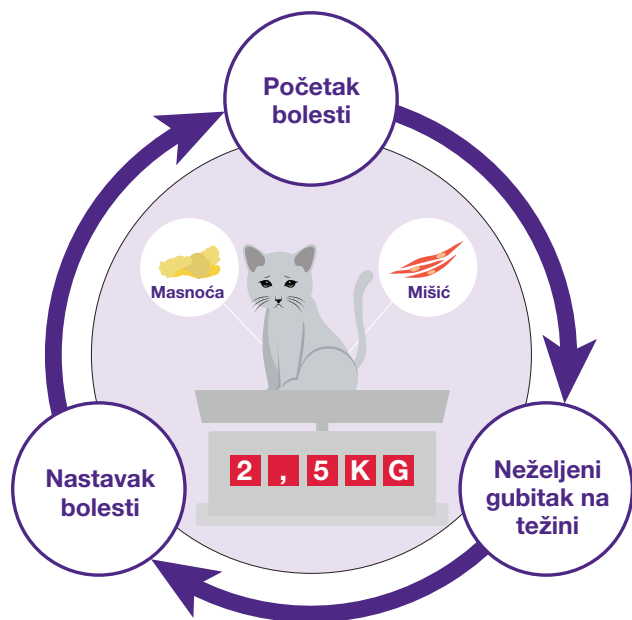 Početak
bolesti
Masnoća
Mišić
2,5KG
Nastavak
bolesti
Neželjeni
gubitak na
težini